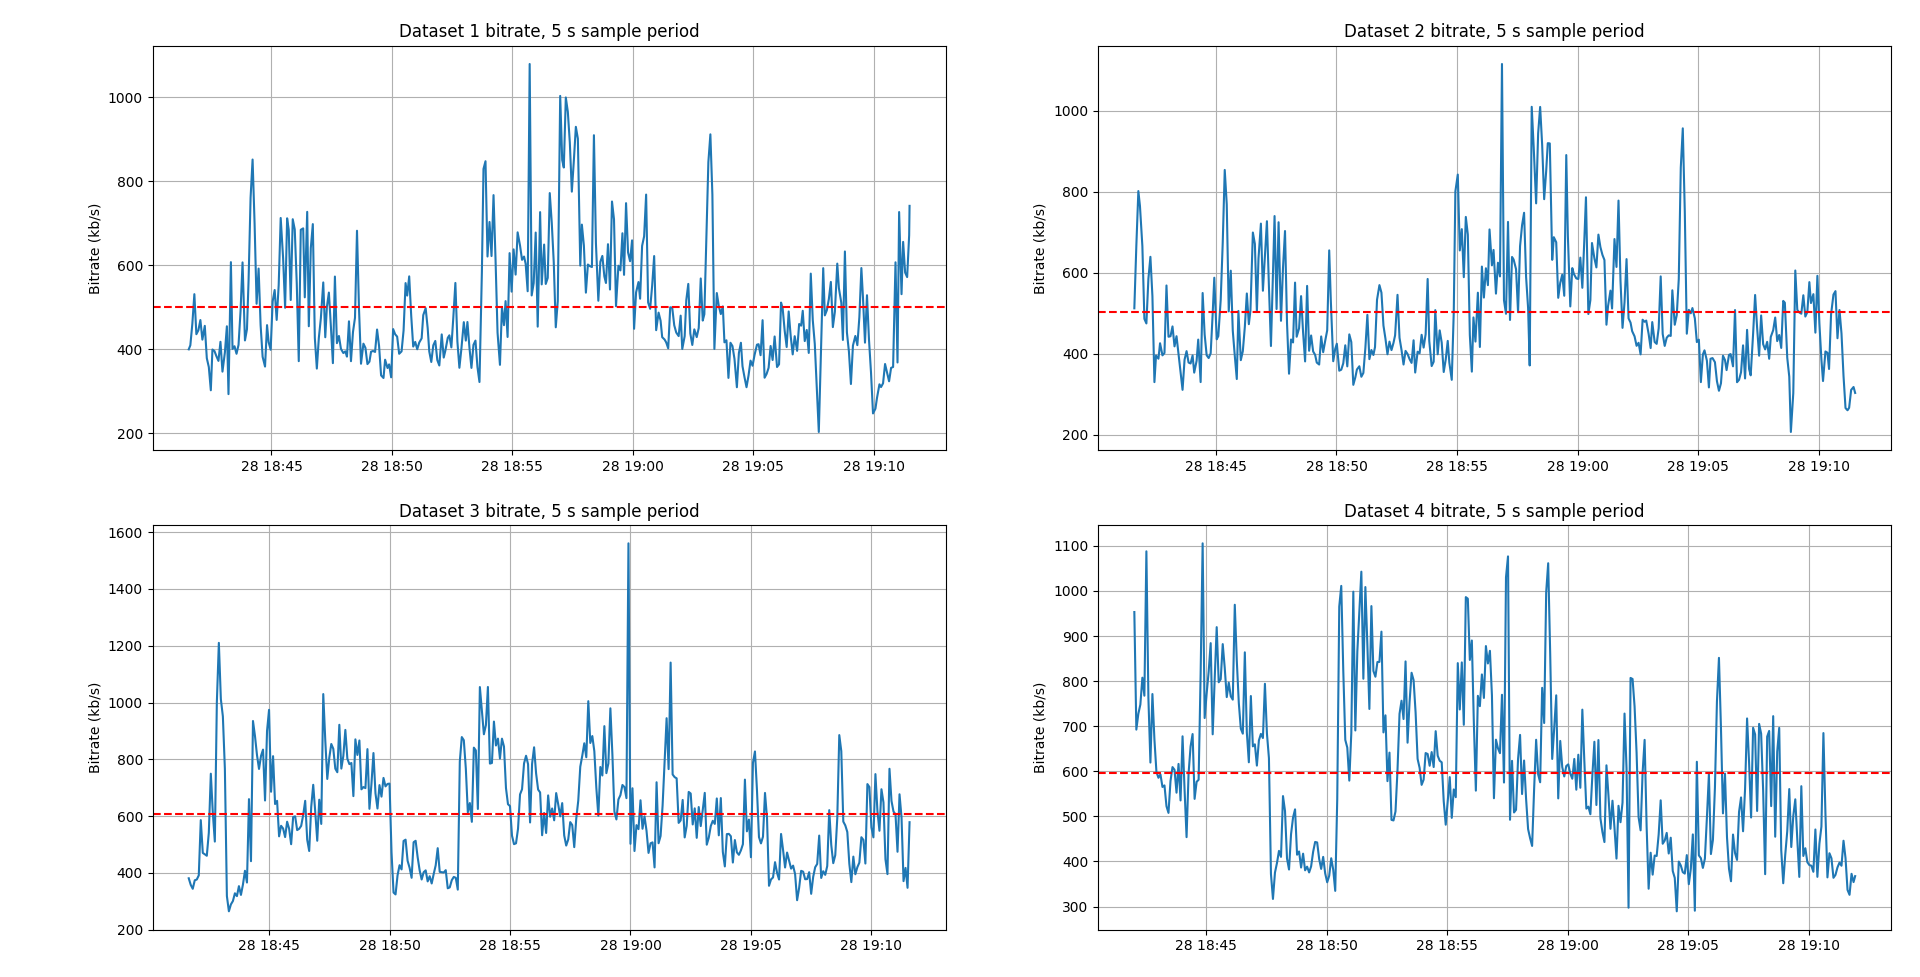 Dataset 1 bitrate, 5 s sample period
Bitrate (kb/s)
1000
800
600
400
200
28 18:45 28 18:50 28 18:55 28 19:00 28 19:05 28 19:10
Dataset 2 bitrate, 5 s sample period
Bitrate (kb/s)
1000
800
600
400
200
28 18:45 28 18:50 28 18:55 28 19:00 28 19:05 28 19:10
Dataset 3 bitrate, 5 s sample period
Bitrate (kb/s)
1600
1400
1200
1000
800
600
400
200
28 18:45 28 18:50 28 18:55 28 19:00 28 19:05 28 19:10
Dataset 4 bitrate, 5 s sample period
Bitrate (kb/s)
1100
1000
900
800
700
600
500
400
300
28 18:45 28 18:50 28 18:55 28 19:00 28 19:05 28 19:10